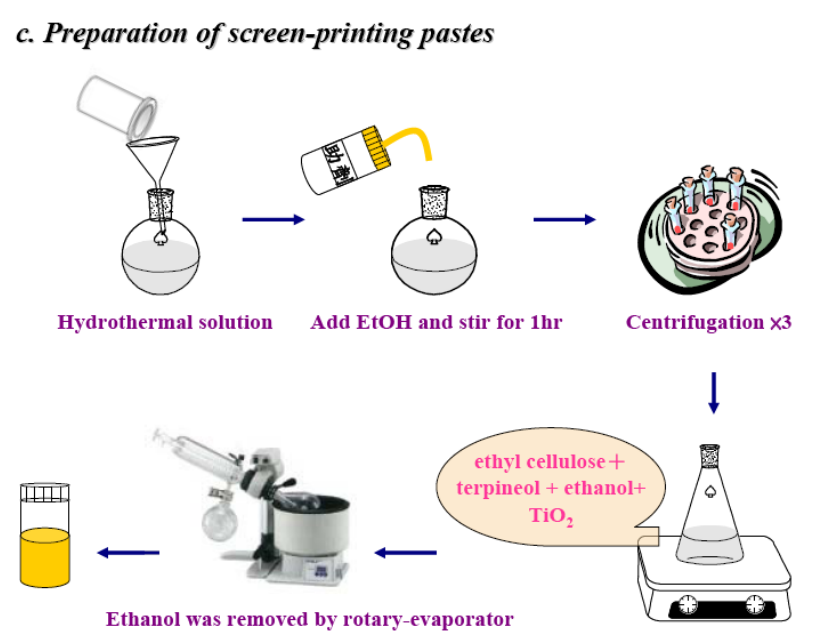 c. Preparation of screen-printing pastes
助劑
Hydrothermal solution
Add EtOH and stir for 1hr
Centrifugation ×3
ethyl cellulose+
terpineol + ethanol+
TiO₂
Ethanol was removed by rotary-evaporator